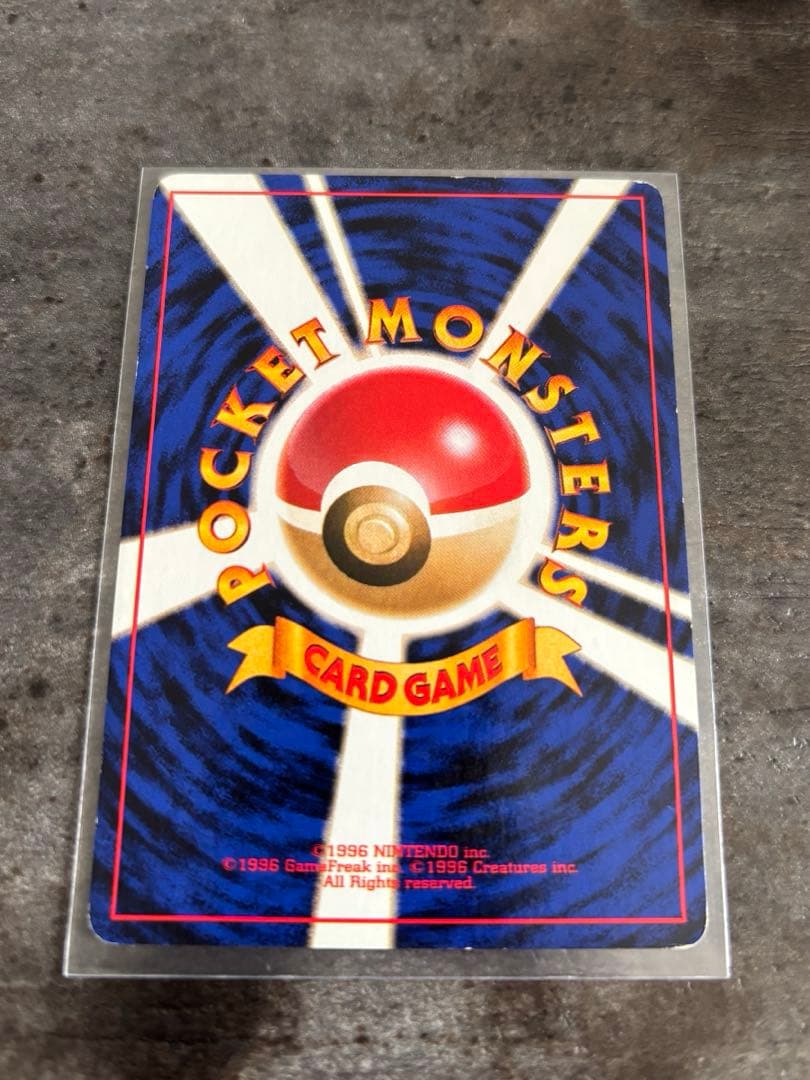 POCKET MONSTERS
CARD GAME
©1996 NINTENDO inc.
©1996 GameFreak inc. ©1996 Creatures inc.
All Rights reserved.